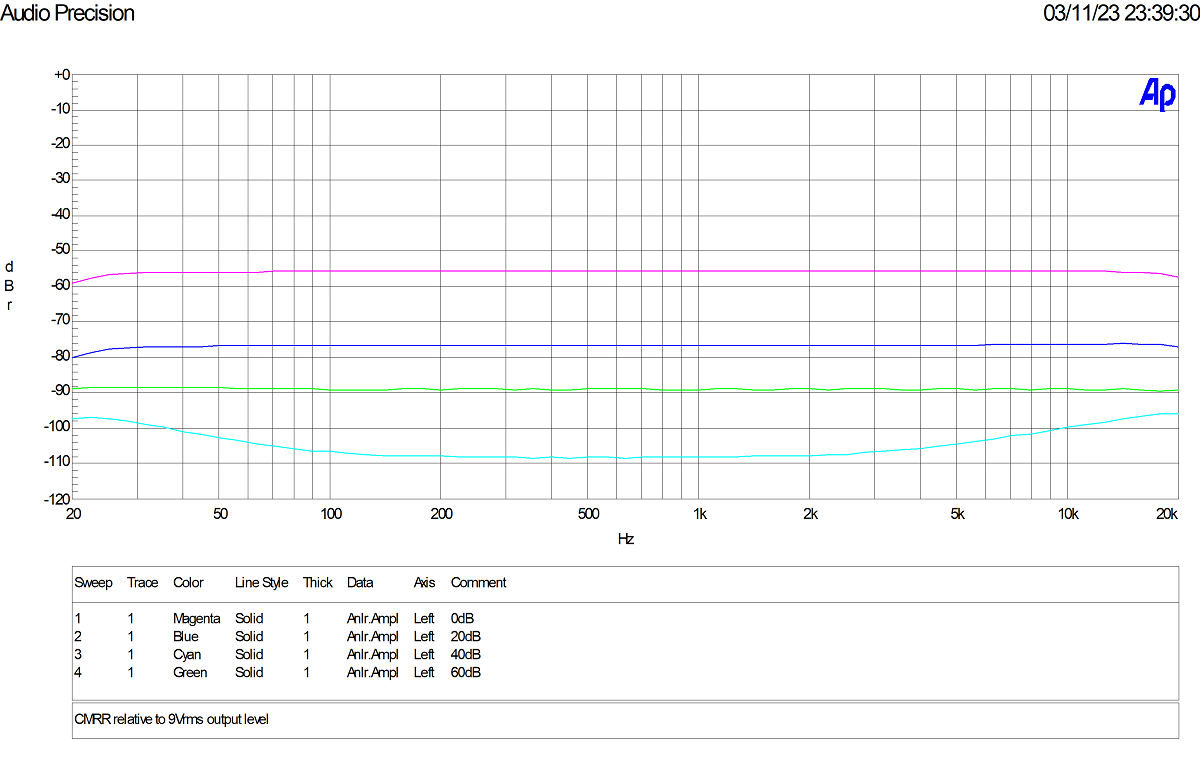 Audio Precision 03/11/23 23:39:30
Ap
+0
-10
-20
-30
-40
-50
-60
-70
-80
-90
-100
-110
-120
d
B
r
20 50 100 200 500 1k 2k 5k 10k 20k
Hz
Sweep Trace Color Line Style Thick Data Axis Comment
1 1 Magenta Solid 1 Anlr.Ampl Left 0dB
2 1 Blue Solid 1 Anlr.Ampl Left 20dB
3 1 Cyan Solid 1 Anlr.Ampl Left 40dB
4 1 Green Solid 1 Anlr.Ampl Left 60dB
CMRR relative to 9Vrms output level